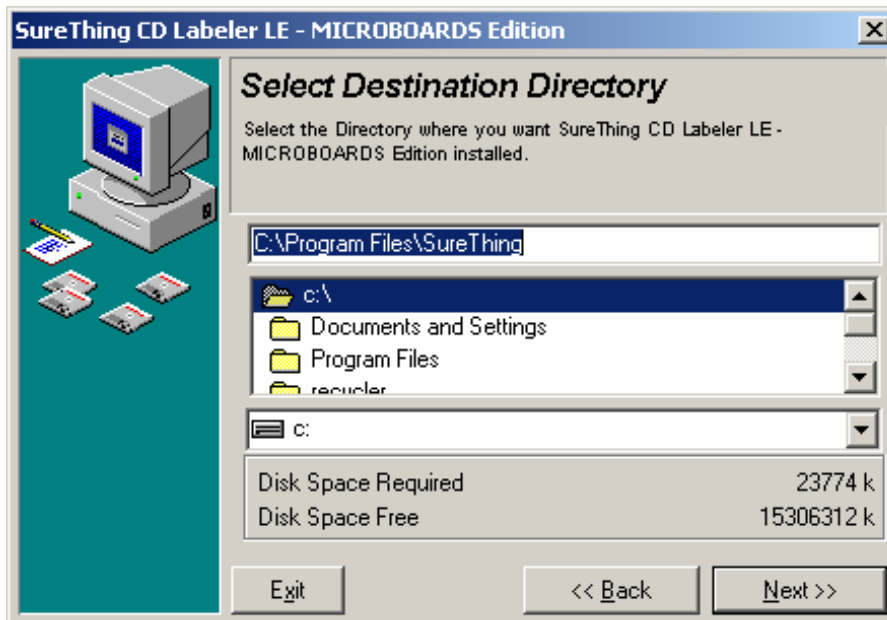 SureThing CD Labeler LE - MICROBOARDS Edition
Select Destination Directory
Select the Directory where you want SureThing CD Labeler LE -
MICROBOARDS Edition installed.
C:\Program Files\SureThing
c:\
Documents and Settings
Program Files
recycler
c:
Disk Space Required 23774 k
Disk Space Free 15306312 k
Exit << Back Next >>